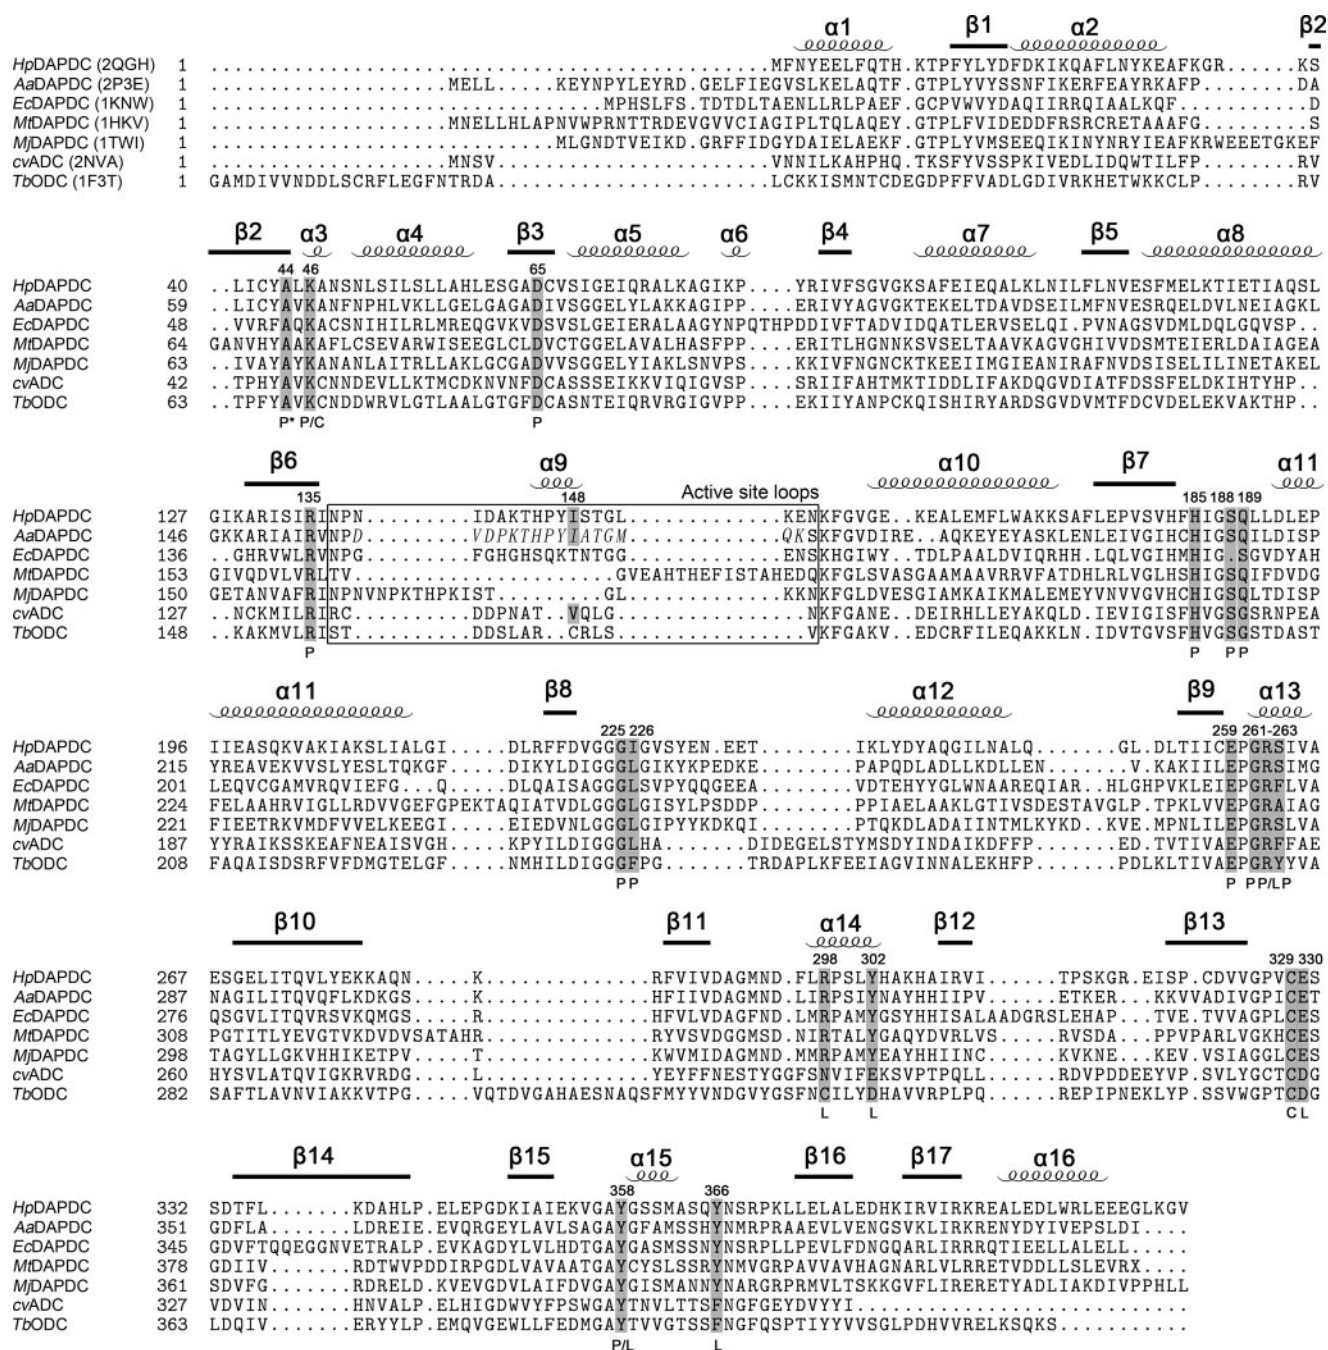 α1 β1 α2 β2
HpDAPDC (2QGH) 1 ..................................................MFNYEELFQTH.KTPFYLYDFDKIKQAFLNYKEAFKGR......KS
AaDAPDC (2P3E) 1 ....................MELL.....KEYNPYLEYRD.GELFIEGVSLKELAQTF.GTPLYVYSSNFIKERFEAYRKAFP.......DA
EcDAPDC (1KNW) 1 .................................MPHSLFS.TDTDLTAENLLRLPAEF.GCPVWVYDAQIIRRQIAALKQF........D
MtDAPDC (1HKV) 1 ....................MNELLHLAPNVWPRNTTRDEVGVVCIAGIPLTQLAQEY.GTPLFVIDEDDFRSRCRETAAAFG.......S
MjDAPDC (1TWI) 1 .............................MLGNDTVEIKD.GRFFIDGYDAIELAEKF.GTPLYVMSEEQIKINYNRYIEAFKRWEEETGKEF
cvADC (2NVA) 1 ....................MNSV.......................VNNILKAHPHQ.TKSFYVYSSPKIVEDLIDQWTILFP......RV
TbODC (1F3T) 1 GAMDIVVNDDLSCRFLEGFNTRDA.......................LCKKISMNTCDEGDPFFVADLGDIVRKHETWKKCLP.......RV
β2 α3 α4 β3 α5 α6 β4 α7 β5 α8
44 46 65
HpDAPDC 40 ..LICYALKANSNLSILSLLAHLESGADCVSIGEIQRALKAGIKP....YRIVFSGVGKSAFEIEQALKLNILFLNVESFMELKTIETIAQSL
AaDAPDC 59 ..LICYAVKANFNPHLVKLLGELGAGADIVSGGELYLAKKAGIPP....ERIVYAGVGKTEKELTDAVDSEILMFNVESRQELDVLNEIAGKL
EcDAPDC 48 ..VVRFAQKACSNIHILRLMREQGVKVDSVSLGEIERALAAGYNPQTHPDDIVFTADVIDQATLERVSELQI.PVNAGSVDMLDQLGQVSP..
MtDAPDC 64 GANVHYAAKAFLCSEVARWISEEGLCLDVCTGGELAVALHASFPP....ERITLHGNNKSVSELTAAVKAGVGHIVVDSMTEIERLDAIAGEA
MjDAPDC 63 ..IVAYAYKANANLAITRLLAKLGCGADVVSGGELYIAKLSNVPS....KKIVFNGNCKTKEEIIMGIEANIRAFNVDSISELILINETAKEL
cvADC 42 ..TPHYAVKCNNDEVLLKTMCDKNVNFDCASSSEIKKVIQIGVSP....SRIIFAHTMKTIDDLIFAKDQGVDIATFDSSFELDKIHTYHP..
TbODC 63 ..TPFYAVKCNDDWRVLGTLAALGTGFDCASNTEIQRVRGIGVPP....EKIIYANPCKQISHIRYARDSGVDVMTFDCVDELEKVAKTHP..
P* P/C P
β6 α9 α10 β7 α11
135 148 Active site loops 185 188 189
HpDAPDC 127 GIKARISIRINPN.........IDAKTHPYISTGL..............KENKFGVGE..KEALEMFLWAKKSAFLEPVSVHFHIGSQLLDLEP
AaDAPDC 146 GKKARIAIRVNPD.........VDPKTHPYIATGM..............QKSKFGVDIRE.AQKEYEYASKLENLEIVGIHCHIGSQILDISP
EcDAPDC 136 ..GHRVWLRVNPG.........FGHGHSQKTNTGG..............ENSKHGIWY..TDLPAALDVIQRHH.LQLVGIHMHIGS.GVDYAH
MtDAPDC 153 GIVQDVLVRLTV......................GVEAHTHEFISTAHEDQKFGLSVASGAAMAAVRRVFATDHLRLVGLHSHIGSQIFDVDG
MjDAPDC 150 GETANVAFRINPNVNPKTHPKIST........GL..............KKNKFGLDVESGIAMKAIKMALEMEYVNVVGVHCHIGSQLTDISP
cvADC 127 ..NCKMILRIRC..........DDPNAT..VQLG...............KFGANE..DEIRHLLEYAKQLD.IEVIGISFHVGSGSRNPEA
TbODC 148 ..KAKMVLRIST..........DDSLAR.CRLS................VKFGAKV..EDCRFILEQAKKLN.IDVTGVSFHVGSGSTDAST
P P P P
α11 β8 α12 β9 α13
225 226 259 261-263
HpDAPDC 196 IIEASQKVAKIAKSLIALGI.....DLRFFDVGGGIGVSYEN.EET.........IKLYDYAQGILNALQ.....GL.DLTIICEPGRSIVA
AaDAPDC 215 YREAVEKVVSLYESLTQKGF.....DIKYLDIGGGLGIKYKPEDKE.........PAPQDLADLLKDLLEN.....V.KAKIILEPGRSIMG
EcDAPDC 201 LEQVCGAMVRQVIEFG..Q......DLQAISAGGGLSVPYQQGEEA.........VDTEHYYGLWNAAREQIAR.HLGHPVKLEIEPGRFLVA
MtDAPDC 224 FELAAHRVIGLLRDVVGEFGPEKTAQIATVDLGGGLGISYLPSDDP.........PPIAELAAKLGTIVSDESTAVGLP.TPKLVVEPGRAIAG
MjDAPDC 221 FIEETRKVMDFVVELKEEGI.....EIEDVNLGGGLGIPYYKDKQI.........PTQKDLADAIINTMLKYKD..KVE.MPNLILEPGRSLVA
cvADC 187 YYRAIKSSKEAFNEAISVGH.....KPYILDIGGGLHA......DIDEGELSTYMSDYINDAIKDFFP.....ED.TVTIVAEPGRFFVA
TbODC 208 FAQAISDSRFVFDMGTELGF.....NMHILDIGGGFPG......TRDAPLKFEEIAGVINNALEKHFP.....PDLKLTIVAEPGRYYVA
P P P P P/L P
β10 β11 α14 β12 β13
298 302 329 330
HpDAPDC 267 ESGELITQVLYEKKAQN.....K...............RFVIVDAGMND.FLRPSLYHAKHAIRVI....TPSKGR.EISP.CDVVGPVCES
AaDAPDC 287 NAGILITQVQFLKDKGS.....K...............HFIIVDAGMND.LIRPSIYNAYHHIIPV....ETKER..KKVVADIVGPICET
EcDAPDC 276 QSGVLITQVRSVKQMGS.....R...............HFVLVDAGFND.LMRPAMYGSYHHISALAADGRSLEHAP...TVE.TVVAGPLCES
MtDAPDC 308 PGTITLYEVGTVKDVDVSATAHR...............RYVSVDGGMSD.NIRTALYGAQYDVRLVS....RVSDA..PPVPARLVGKHCES
MjDAPDC 298 TAGYLLGKVHHIKETPV.....T...............KWVMIDAGMND.MMRPAMYEAYHHIINC....KVKNE..KEV.VSIAGGLCES
cvADC 260 HYSVLATQVIGKRVRDG.....L...............YEYFFNESTYGGFSNVIFEKSVPTPQLL....RDVPDDEEYVP.SVLYGCTCDG
TbODC 282 SAFTLAVNVIAKKVTPG.....VQTDVGAHAESNAQSFMYYVNDGVYGSFNCILYDHAVVRPLPQ.....REPIPNEKLYP.SSVWGPTCDG
L L C L
β14 β15 α15 β16 β17 α16
358 366
HpDAPDC 332 SDTFL.......KDAHLP.ELEPGDKIAIEKVGAYGSSMASQYNSRPKLLELALEDHKIRVIRKREALEDLWRLEEEGLKGV
AaDAPDC 351 GDFLA.......LDREIE.EVQRGEYLAVLSAGAYGFAMSSHYNMRPRAAEVLVENGSVKLIRKRENYDYIVEPSLDI....
EcDAPDC 345 GDVFTQQEGGNVETRALP.EVKAGDYLVLHDTGAYGASMSSNYNSRPLLPEVLFDNGQARLIRRRQTIEELLALELL.....
MtDAPDC 378 GDIIV.......RDTWVPDDIRPGDLVAVAATGAYCYSLSSRYNMVGRPAVVAVHAGNARLVLRRETVDDLLSLEVRX....
MjDAPDC 361 SDVFG.......RDRELD.KVEVGDVLAIFDVGAYGISMANNYNARGRPRMVLTSKKGVFLIRERETYADLIAKDIVPPHLL
cvADC 327 VDVIN.......HNVALP.ELHIGDWVYFPSWGAYTNVLTTSFNGFGEYDVYYI............................
TbODC 363 LDQIV.......ERYYLP.EMQVGEWLLFEDMGAYTVVGTSSFNGFQSPTIYYVVSGLPDHVVRELKSQKS...........
P/L L